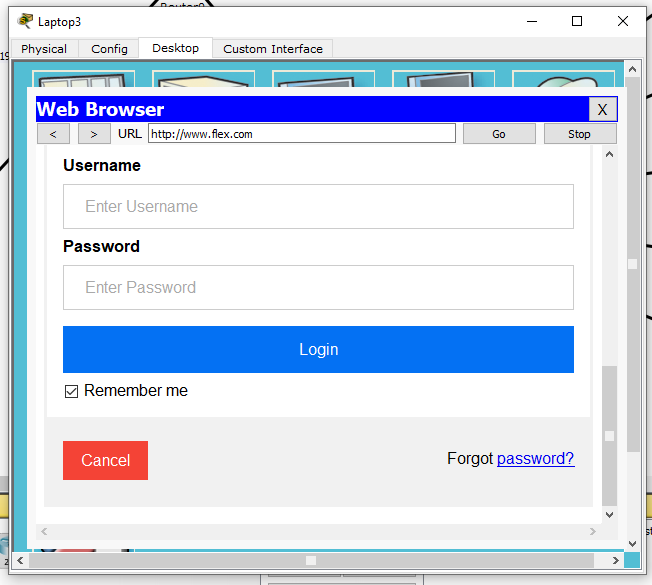 Router0
Laptop3
Physical Config Desktop Custom Interface
Web Browser X
< > URL http://www.flex.com Go Stop
Username
Enter Username
Password
Enter Password
Login
Remember me
Cancel Forgot password?